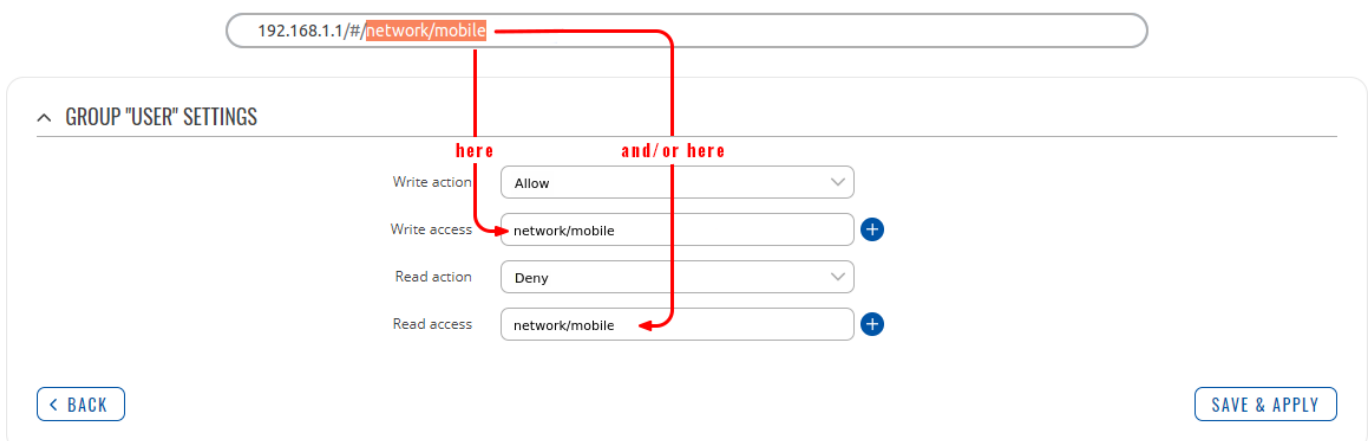 192.168.1.1/#/network/mobile
GROUP "USER" SETTINGS
here and/or here
Write action Allow
Write access network/mobile +
Read action Deny
Read access network/mobile +
< BACK SAVE & APPLY